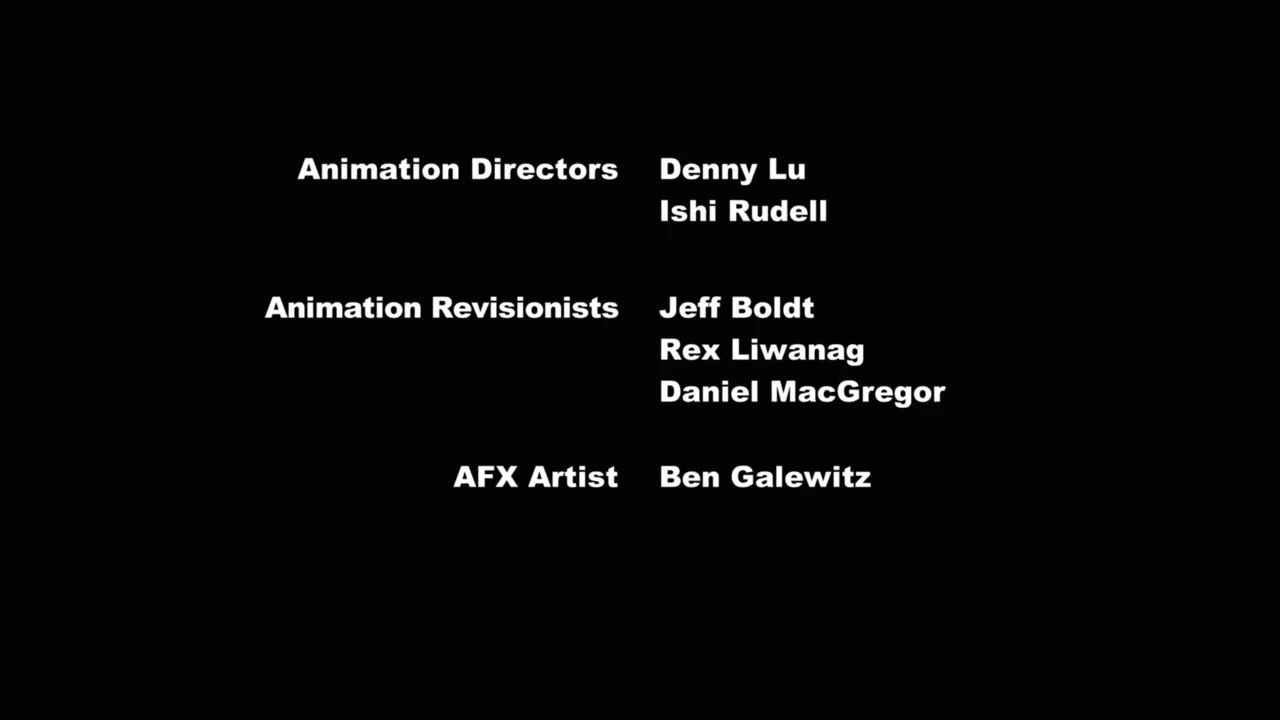 Animation Directors Denny Lu
Ishi Rudell
Animation Revisionists Jeff Boldt
Rex Liwanag
Daniel MacGregor
AFX Artist Ben Galewitz